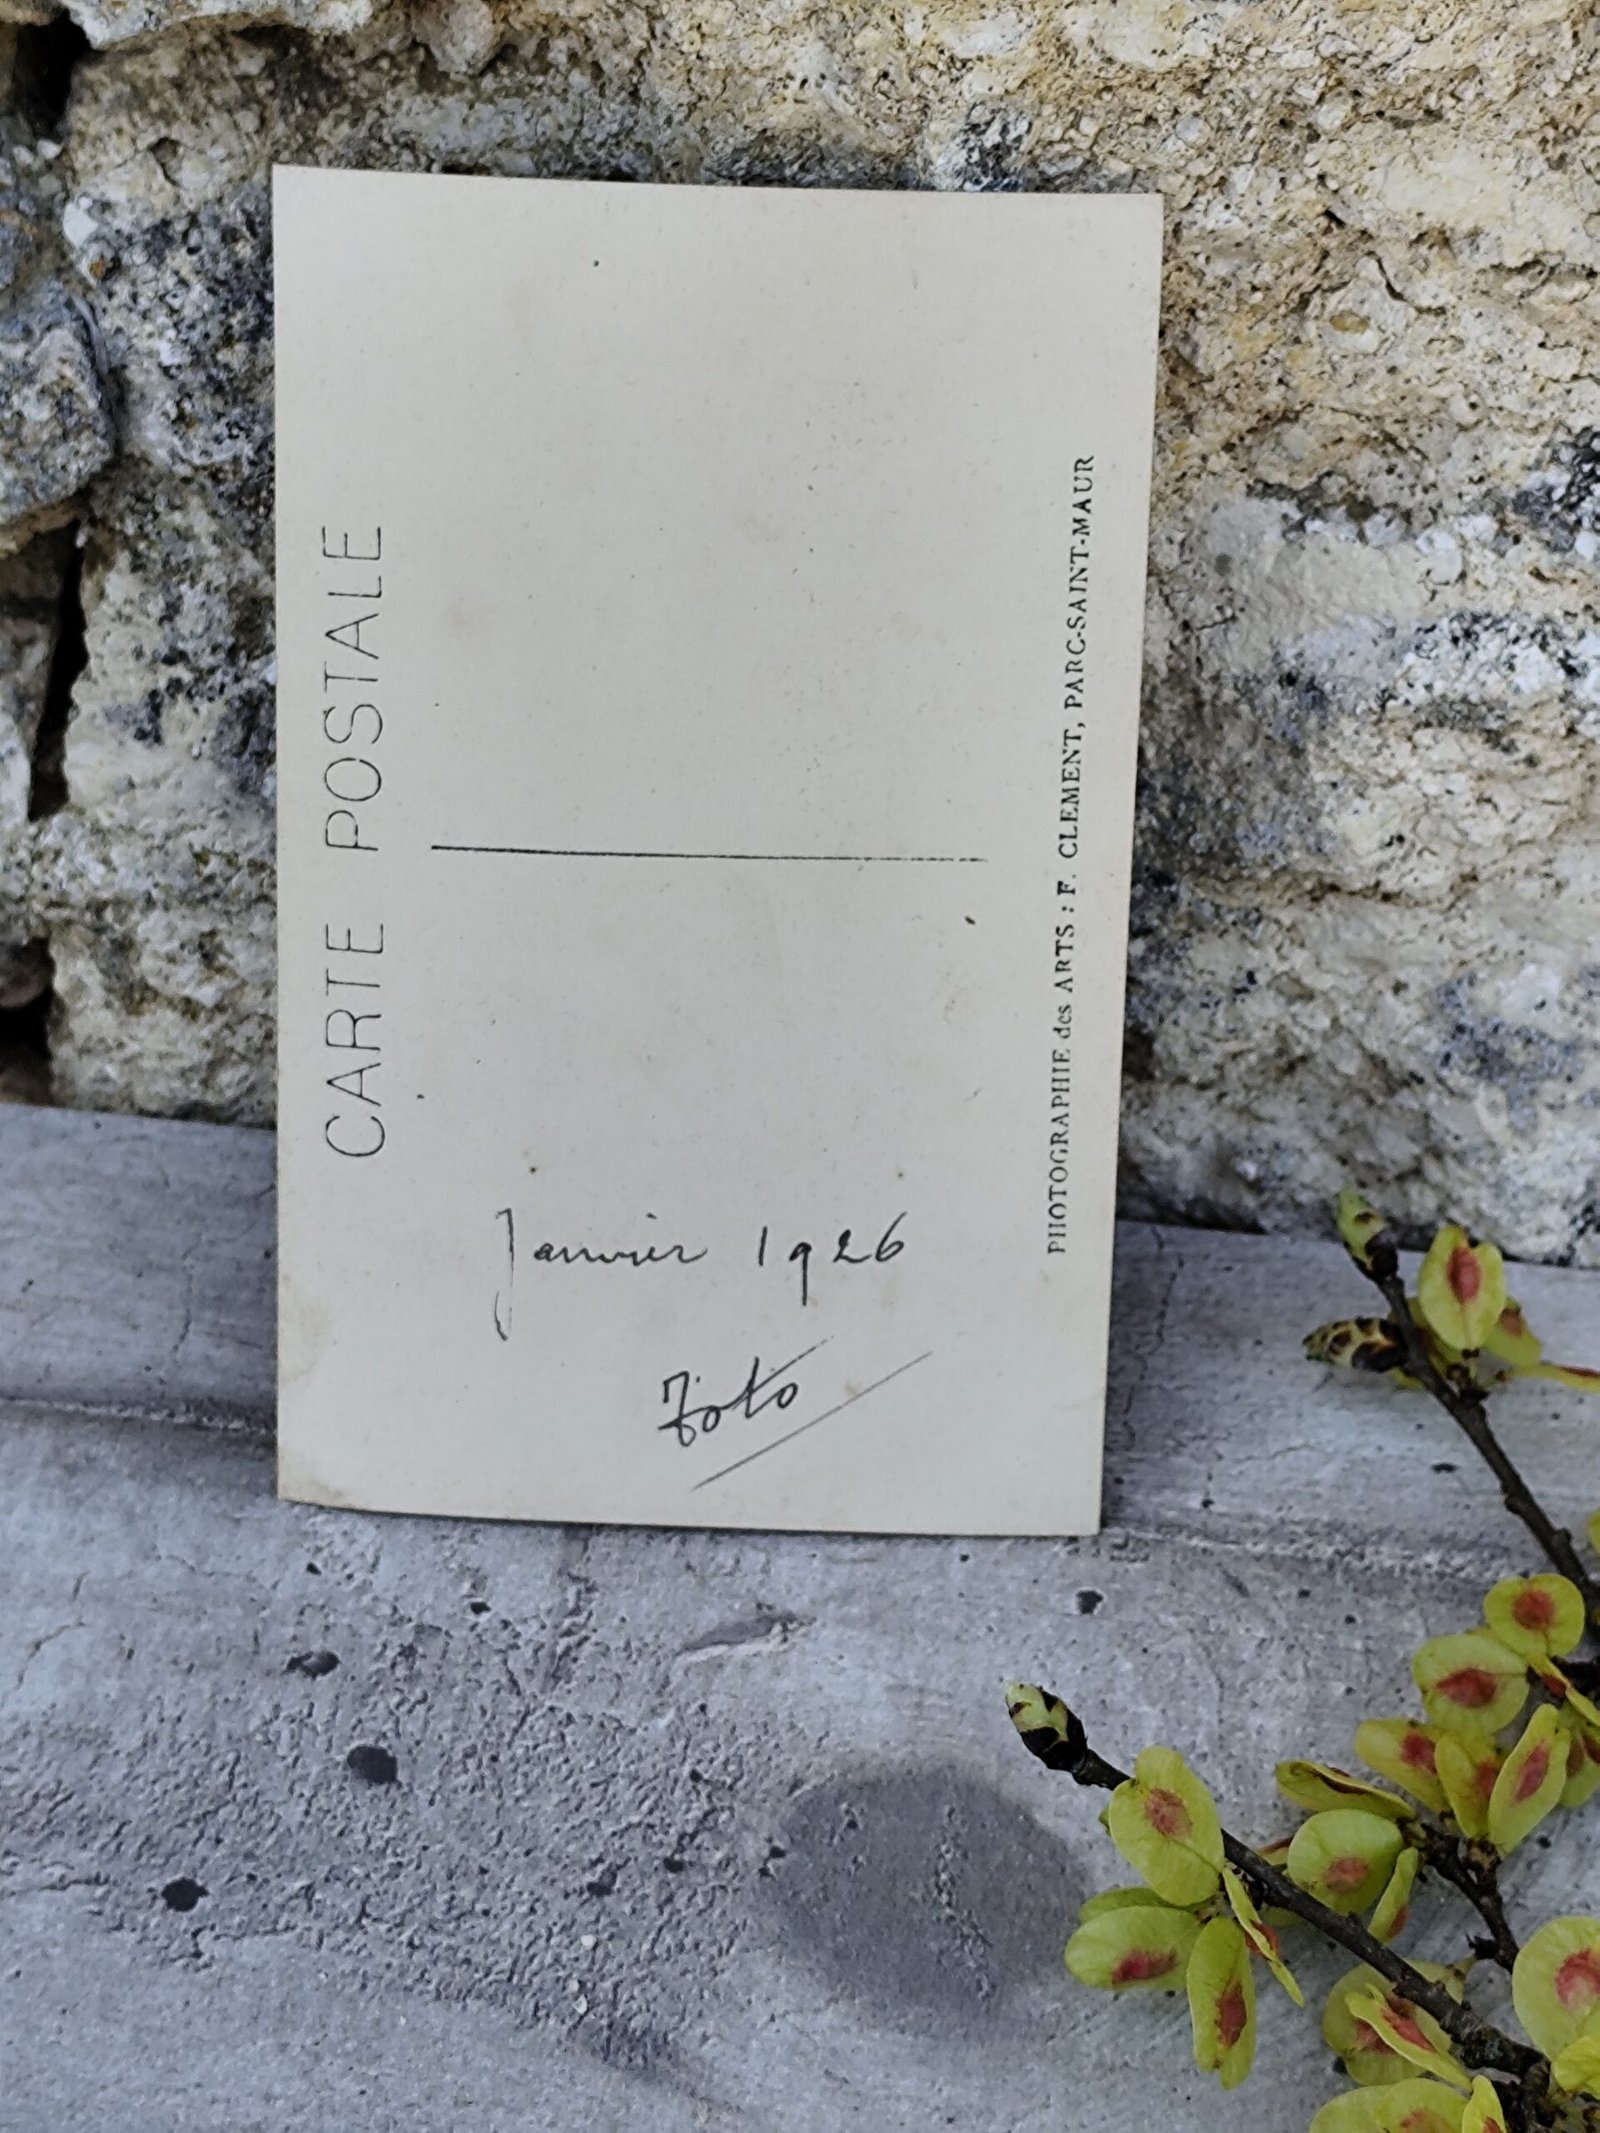 CARTE POSTALE
Janvier 1926
Toto
PHOTOGRAPHIE des ARTS : F. CLEMENT, PARC-SAINT-MAUR